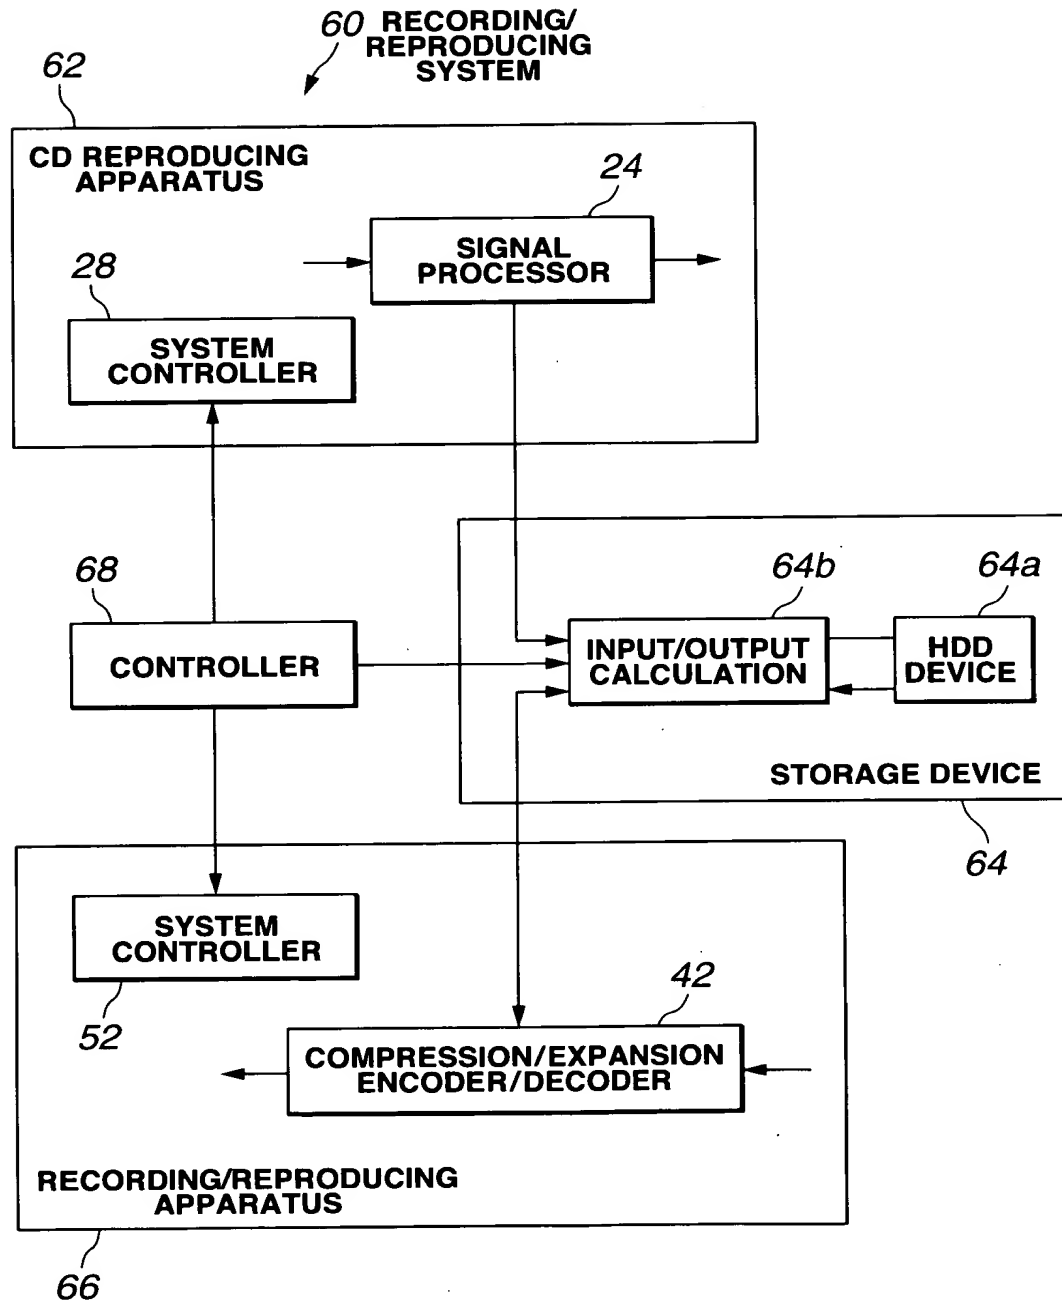 60 RECORDING/
REPRODUCING
SYSTEM
62
CD REPRODUCING
APPARATUS
24
SIGNAL
PROCESSOR
28
SYSTEM
CONTROLLER
68
CONTROLLER
64b
INPUT/OUTPUT
CALCULATION
64a
HDD
DEVICE
STORAGE DEVICE
64
SYSTEM
CONTROLLER
52
42
COMPRESSION/EXPANSION
ENCODER/DECODER
RECORDING/REPRODUCING
APPARATUS
66